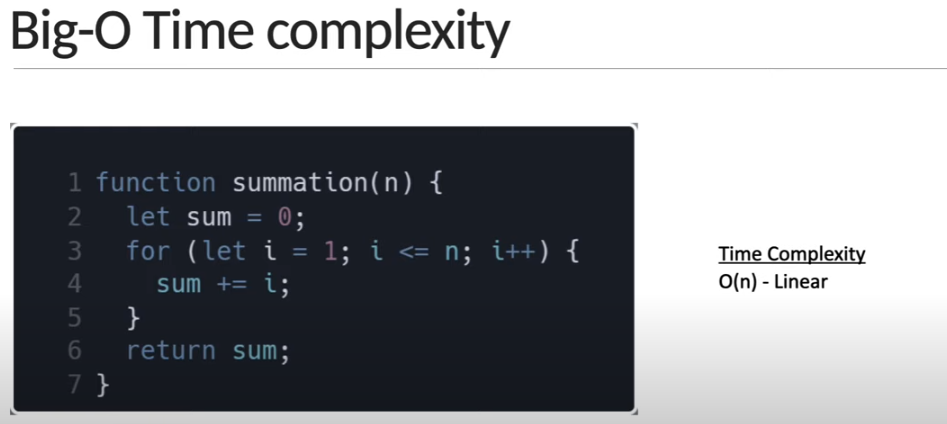 Big-O Time complexity
1 function summation(n) {
2   let sum = 0;
3   for (let i = 1; i <= n; i++) {
4     sum += i;
5   }
6   return sum;
7 }
Time Complexity
O(n) - Linear